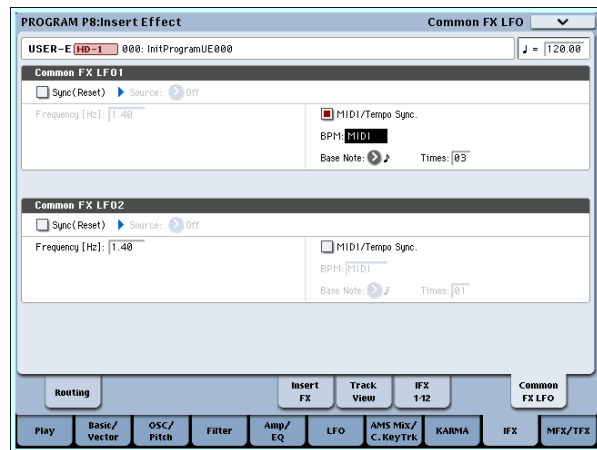 PROGRAM P8:Insert Effect Common FX LFO
USER-E HD-1 000: InitProgramUE000 ♩ = 120.00
Common FX LFO1
Sync(Reset) Source: Off
Frequency [Hz]: 1.40 MIDI/Tempo Sync.
BPM: MIDI
Base Note: ♪ Times: 03
Common FX LFO2
Sync(Reset) Source: Off
Frequency [Hz]: 1.40 MIDI/Tempo Sync.
BPM: MIDI
Base Note: ♪ Times: 01
Routing Insert FX Track View IFX 1-12 Common FX LFO
Play Basic/Vector OSC/Pitch Filter Amp/EQ LFO AMS Mix/C.KeyTrk KARMA IFX MFX/TFX